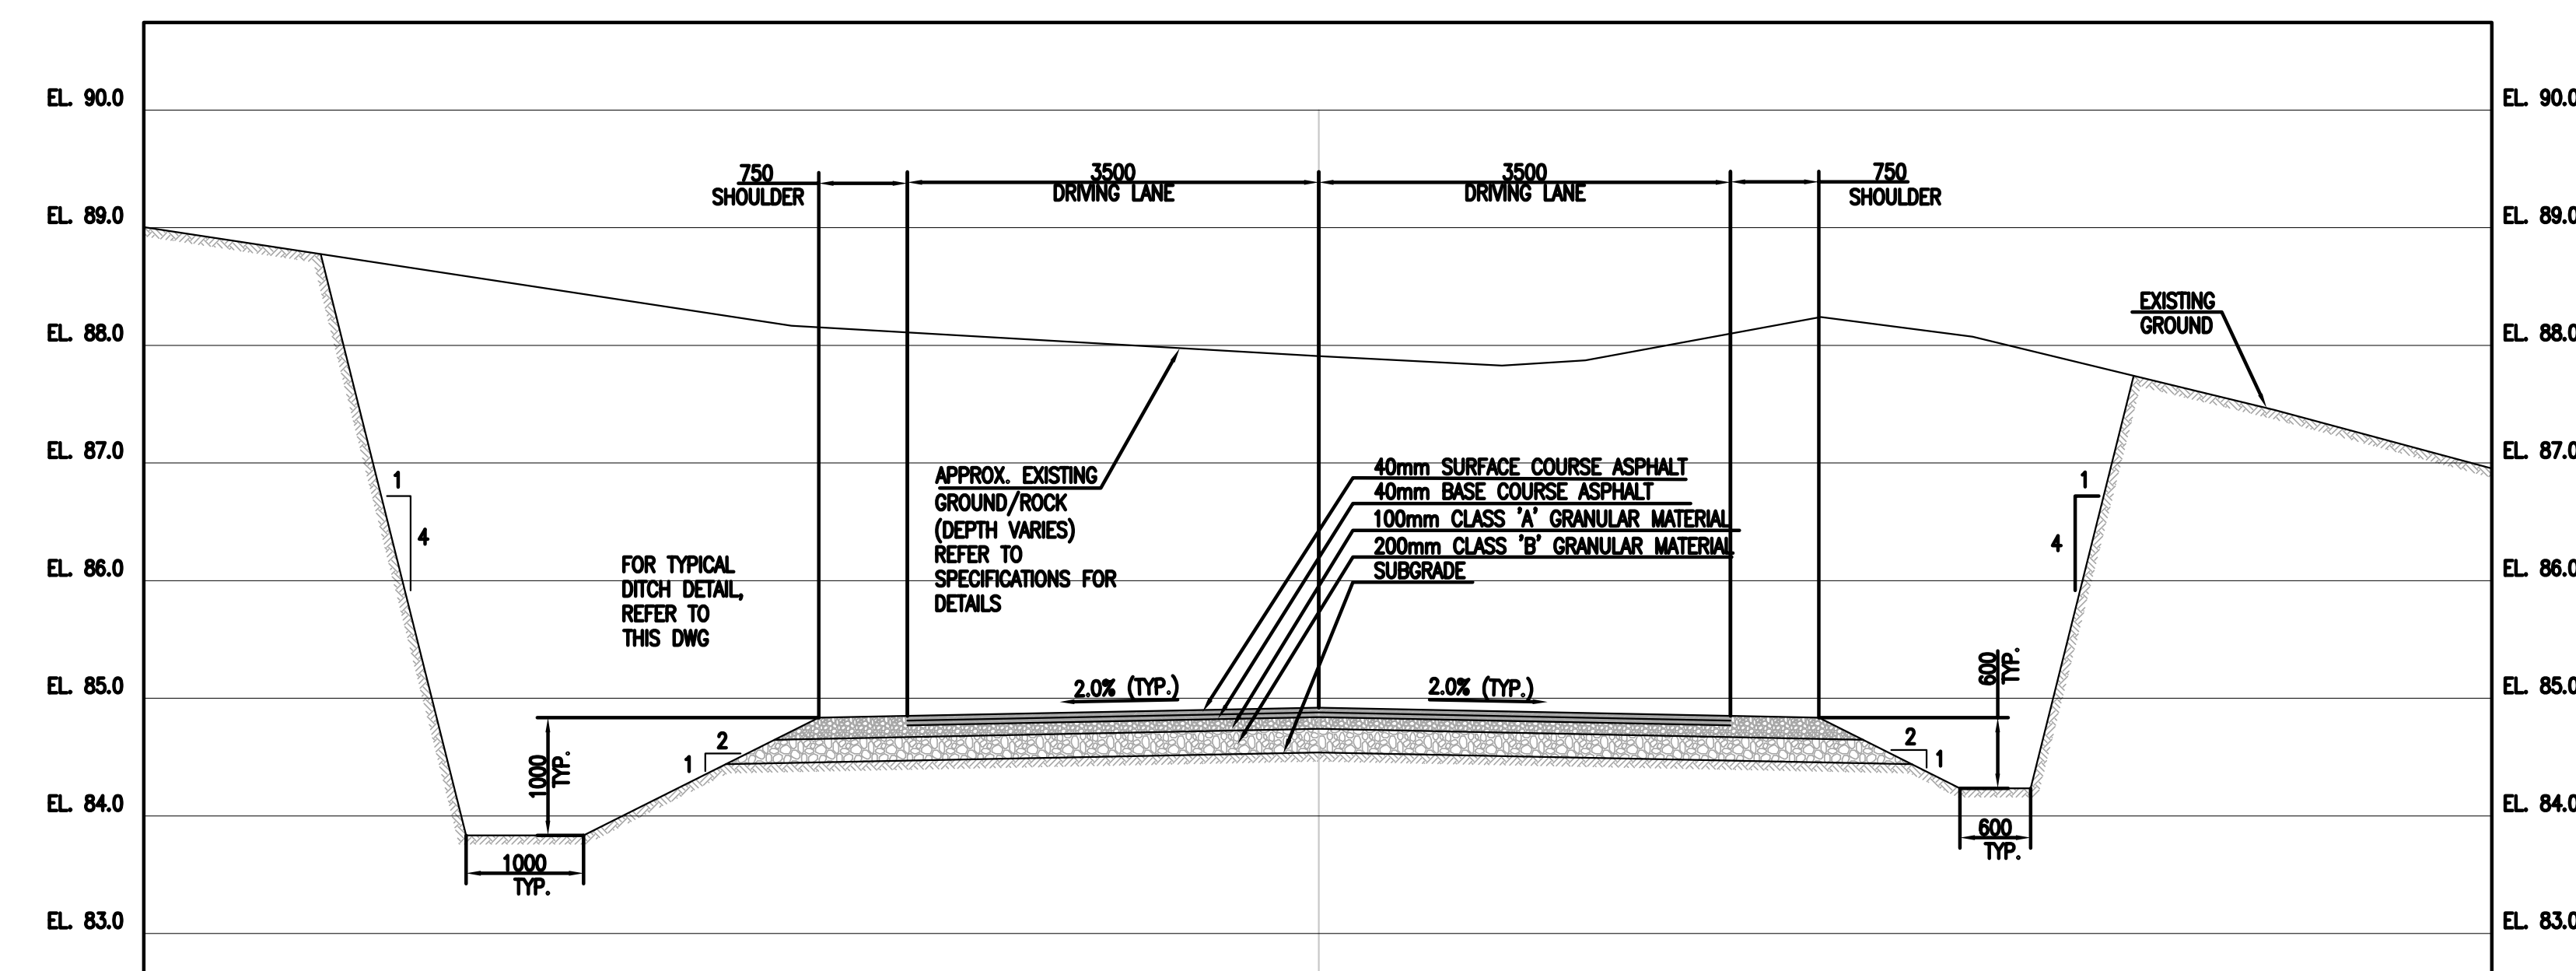 EL. 90.0
EL. 90.0
750
SHOULDER
3500
DRIVING LANE
3500
DRIVING LANE
750
SHOULDER
EL. 89.0
EL. 89.0
EXISTING
GROUND
EL. 88.0
EL. 88.0
EL. 87.0
EL. 87.0
1
4
APPROX. EXISTING
GROUND/ROCK
(DEPTH VARIES)
REFER TO
SPECIFICATIONS FOR
DETAILS
40mm SURFACE COURSE ASPHALT
40mm BASE COURSE ASPHALT
100mm CLASS 'A' GRANULAR MATERIAL
200mm CLASS 'B' GRANULAR MATERIAL
SUBGRADE
1
4
FOR TYPICAL
DITCH DETAIL,
REFER TO
THIS DWG
EL. 86.0
EL. 86.0
600
TYP.
EL. 85.0
2.0% (TYP.)
2.0% (TYP.)
EL. 85.0
2
1
1000
TYP.
2
1
EL. 84.0
EL. 84.0
600
TYP.
1000
TYP.
EL. 83.0
EL. 83.0